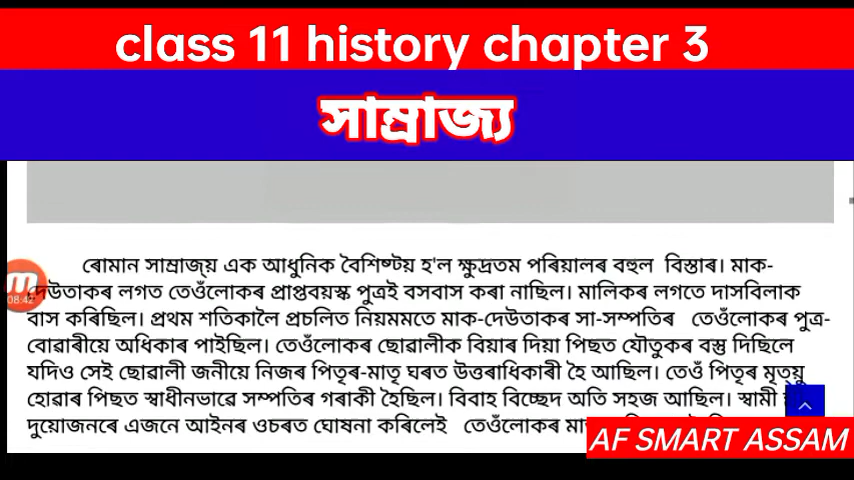 class 11 history chapter 3
সাম্ৰাজ্য
ৰোমান সাম্ৰাজ্য় এক আধুনিক বৈশিষ্টয় হ'ল ক্ষুদ্ৰতম পৰিয়ালৰ বহুল বিস্তাৰ। মাক-
দেউতাকৰ লগত তেওঁলোকৰ প্ৰাপ্তবয়স্ক পুত্ৰই বসবাস কৰা নাছিল। মালিকৰ লগতে দাসবিলাক
বাস কৰিছিল। প্ৰথম শতিকালৈ প্ৰচলিত নিয়মমতে মাক-দেউতাকৰ সা-সম্পতিৰ তেওঁলোকৰ পুত্ৰ-
বোৱাৰীয়ে অধিকাৰ পাইছিল। তেওঁলোকৰ ছোৱালীক বিয়াৰ দিয়া পিছত যৌতুকৰ বস্তু দিছিলে
যদিও সেই ছোৱালী জনীয়ে নিজৰ পিতৃৰ-মাতৃ ঘৰত উত্তৰাধিকাৰী হৈ আছিল। তেওঁ পিতৃৰ মৃত্য়ু
হোৱাৰ পিছত স্বাধীনভাৱে সম্পতিৰ গৰাকী হৈছিল। বিবাহ বিচ্ছেদ অতি সহজ আছিল। স্বামী
দুয়োজনৰে এজনে আইনৰ ওচৰত ঘোষনা কৰিলেই তেওঁলোকৰ
08:42
AF SMART ASSAM